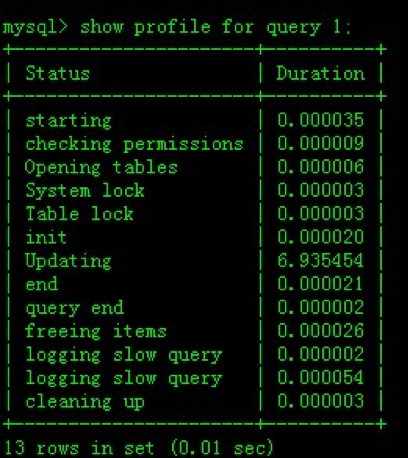 mysql> show profile for query 1;
+----------------------+----------+
| Status | Duration |
+----------------------+----------+
| starting | 0.000035 |
| checking permissions | 0.000009 |
| Opening tables | 0.000006 |
| System lock | 0.000003 |
| Table lock | 0.000003 |
| init | 0.000020 |
| Updating | 6.935454 |
| end | 0.000021 |
| query end | 0.000002 |
| freeing items | 0.000026 |
| logging slow query | 0.000002 |
| logging slow query | 0.000054 |
| cleaning up | 0.000003 |
+----------------------+----------+
13 rows in set (0.01 sec)